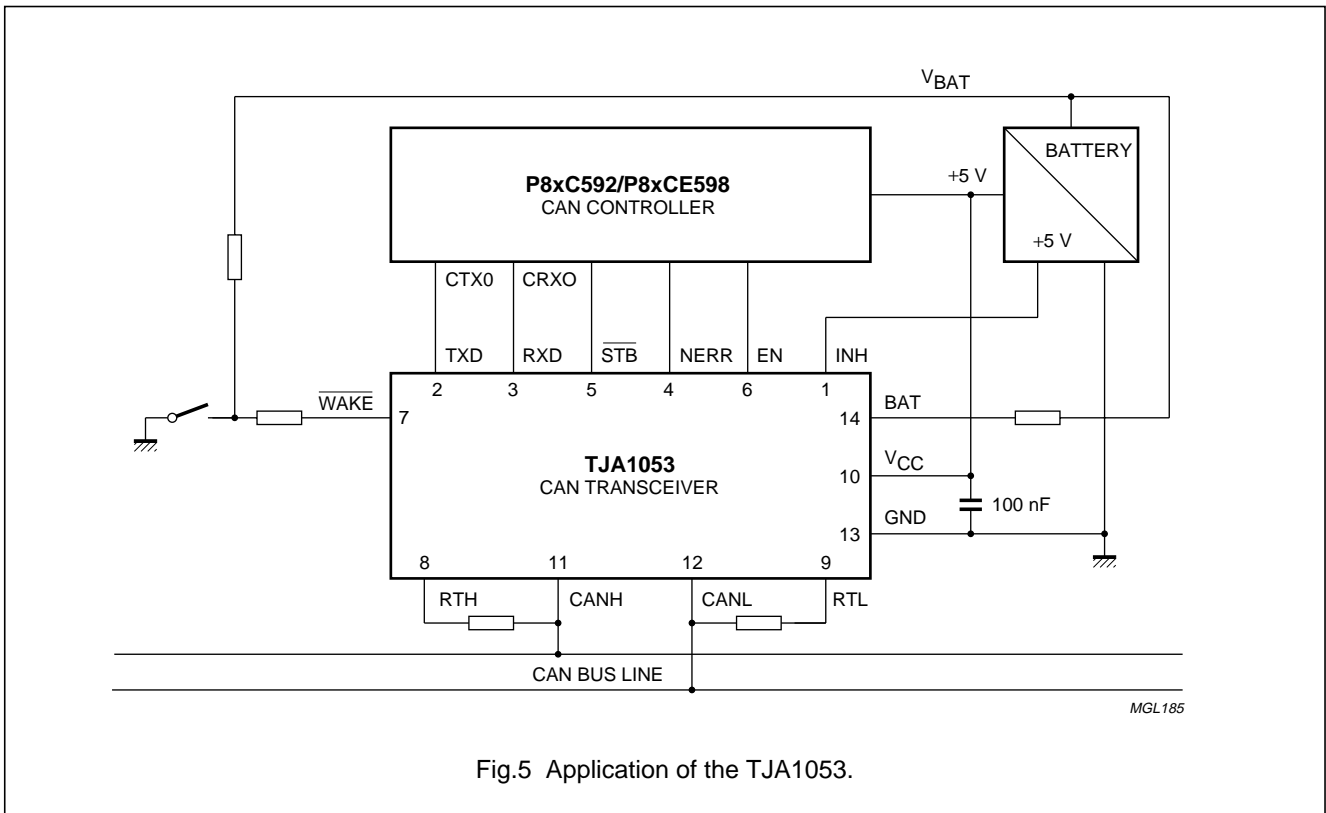 VBAT
BATTERY
+5 V
+5 V
P8xC592/P8xCE598
CAN CONTROLLER
CTX0 CRXO
TXD RXD STB NERR EN INH
2 3 5 4 6 1
WAKE 7
14 BAT
TJA1053
CAN TRANSCEIVER
10 VCC
100 nF
13 GND
8 11 12 9
RTH CANH CANL RTL
CAN BUS LINE
MGL185
Fig.5 Application of the TJA1053.